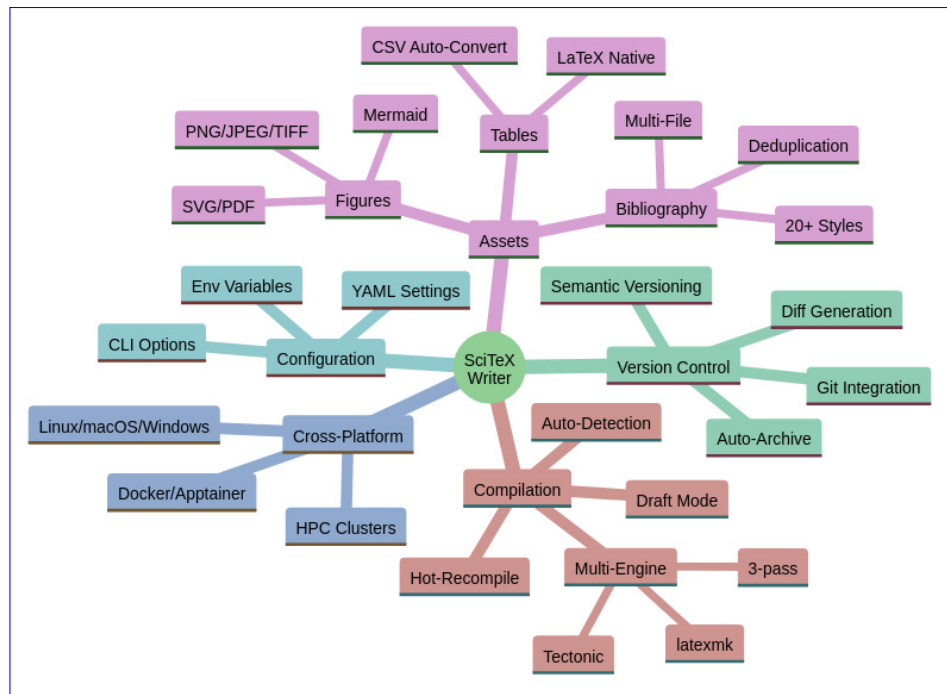 CSV Auto-Convert
LaTeX Native
PNG/JPEG/TIFF
Mermaid
Tables
Multi-File
Deduplication
SVG/PDF
Figures
Bibliography
20+ Styles
Assets
Env Variables
YAML Settings
Semantic Versioning
Diff Generation
CLI Options
Configuration
SciTeX
Writer
Version Control
Git Integration
Linux/macOS/Windows
Cross-Platform
Auto-Detection
Auto-Archive
Docker/Apptainer
Compilation
Draft Mode
HPC Clusters
Hot-Recompile
Multi-Engine
3-pass
Tectonic
latexmk